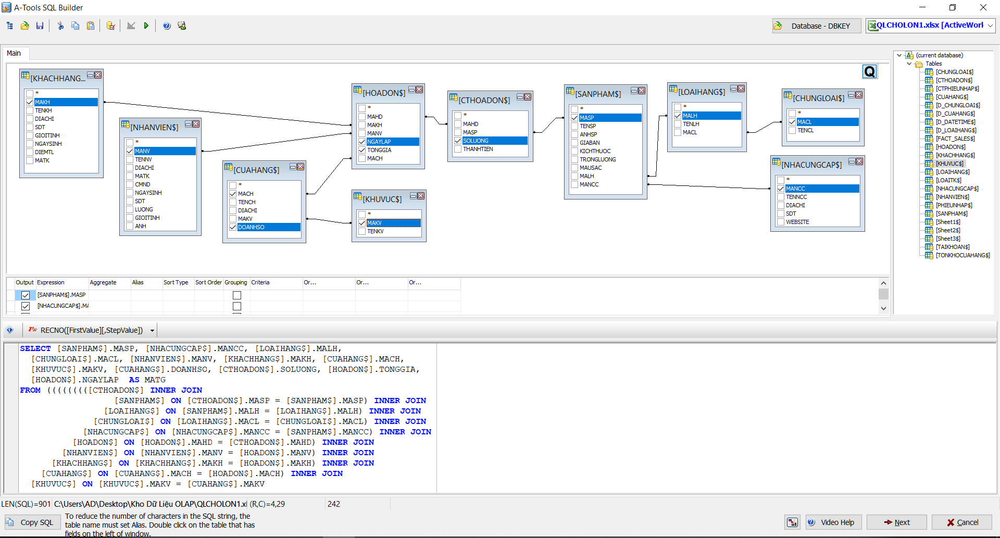 A-Tools SQL Builder
Database - DBKEY
QLCHOLON1.xlsx [ActiveWork
Main
Q
[KHACHHANG...
*
MAKH
TENKH
DIACHI
SDT
GIOITINH
NGAYSINH
DIEMTL
MATK
[NHANVIEN$]
*
MANV
TENNV
DIACHI
MATK
CMND
NGAYSINH
SDT
LUONG
GIOITINH
ANH
[CUAHANG$]
*
MACH
TENCH
DIACHI
MAKV
DOANHSO
[HOADON$]
*
MAHD
MAKH
MANV
NGAYLAP
TONGGIA
MACH
[KHUVUC$]
*
MAKV
TENKV
[CTHOADON$]
*
MAHD
MASP
SOLUONG
THANHTIEN
[SANPHAM$]
*
MASP
TENSP
ANHSP
GIABAN
KICHTHUOC
TRONGLUONG
MAUSAC
MALH
MANCC
[LOAIHANG$]
*
MALH
TENLH
MACL
[CHUNGLOAI$]
*
MACL
TENCL
[NHACUNGCAP$]
*
MANCC
TENNCC
DIACHI
SDT
WEBSITE
(current database)
Tables
[CHUNGLOAI$]
[CTHOADON$]
[CTPHIEUNHAP$]
[CUAHANG$]
[D_CHUNGLOAI$]
[D_CUAHANG$]
[D_DATETIME$]
[D_LOAIHANG$]
[FACT_SALES$]
[HOADON$]
[KHACHHANG$]
[KHUVUC$]
[LOAIHANG$]
[LOAITK$]
[NHACUNGCAP$]
[NHANVIEN$]
[PHIEUNHAP$]
[SANPHAM$]
[Sheet1$]
[Sheet2$]
[Sheet3$]
[TAIKHOAN$]
[TONKHOCUAHANG$]
Output Expression Aggregate Alias Sort Type Sort Order Grouping Criteria Or... Or... Or...
[SANPHAM$].MASP
[NHACUNGCAP$].MA
Fx RECNO([FirstValue][,StepValue])
SELECT [SANPHAM$].MASP, [NHACUNGCAP$].MANCC, [LOAIHANG$].MALH,
[CHUNGLOAI$].MACL, [NHANVIEN$].MANV, [KHACHHANG$].MAKH, [CUAHANG$].MACH,
[KHUVUC$].MAKV, [CUAHANG$].DOANHSO, [CTHOADON$].SOLUONG, [HOADON$].TONGGIA,
[HOADON$].NGAYLAP AS MATG
FROM (((((((([CTHOADON$] INNER JOIN
[SANPHAM$] ON [CTHOADON$].MASP = [SANPHAM$].MASP) INNER JOIN
[LOAIHANG$] ON [SANPHAM$].MALH = [LOAIHANG$].MALH) INNER JOIN
[CHUNGLOAI$] ON [LOAIHANG$].MACL = [CHUNGLOAI$].MACL) INNER JOIN
[NHACUNGCAP$] ON [NHACUNGCAP$].MANCC = [SANPHAM$].MANCC) INNER JOIN
[HOADON$] ON [HOADON$].MAHD = [CTHOADON$].MAHD) INNER JOIN
[NHANVIEN$] ON [NHANVIEN$].MANV = [HOADON$].MANV) INNER JOIN
[KHACHHANG$] ON [KHACHHANG$].MAKH = [HOADON$].MAKH) INNER JOIN
[CUAHANG$] ON [CUAHANG$].MACH = [HOADON$].MACH) INNER JOIN
[KHUVUC$] ON [KHUVUC$].MAKV = [CUAHANG$].MAKV
LEN(SQL)=901 C:\Users\AD\Desktop\Kho Dữ Liệu OLAP\QLCHOLON1.xl (R,C)=4,29 242
Copy SQL
To reduce the number of characters in the SQL string, the
table name must set Alias. Double click on the table that has
fields on the left of window.
Video Help
Next
Cancel